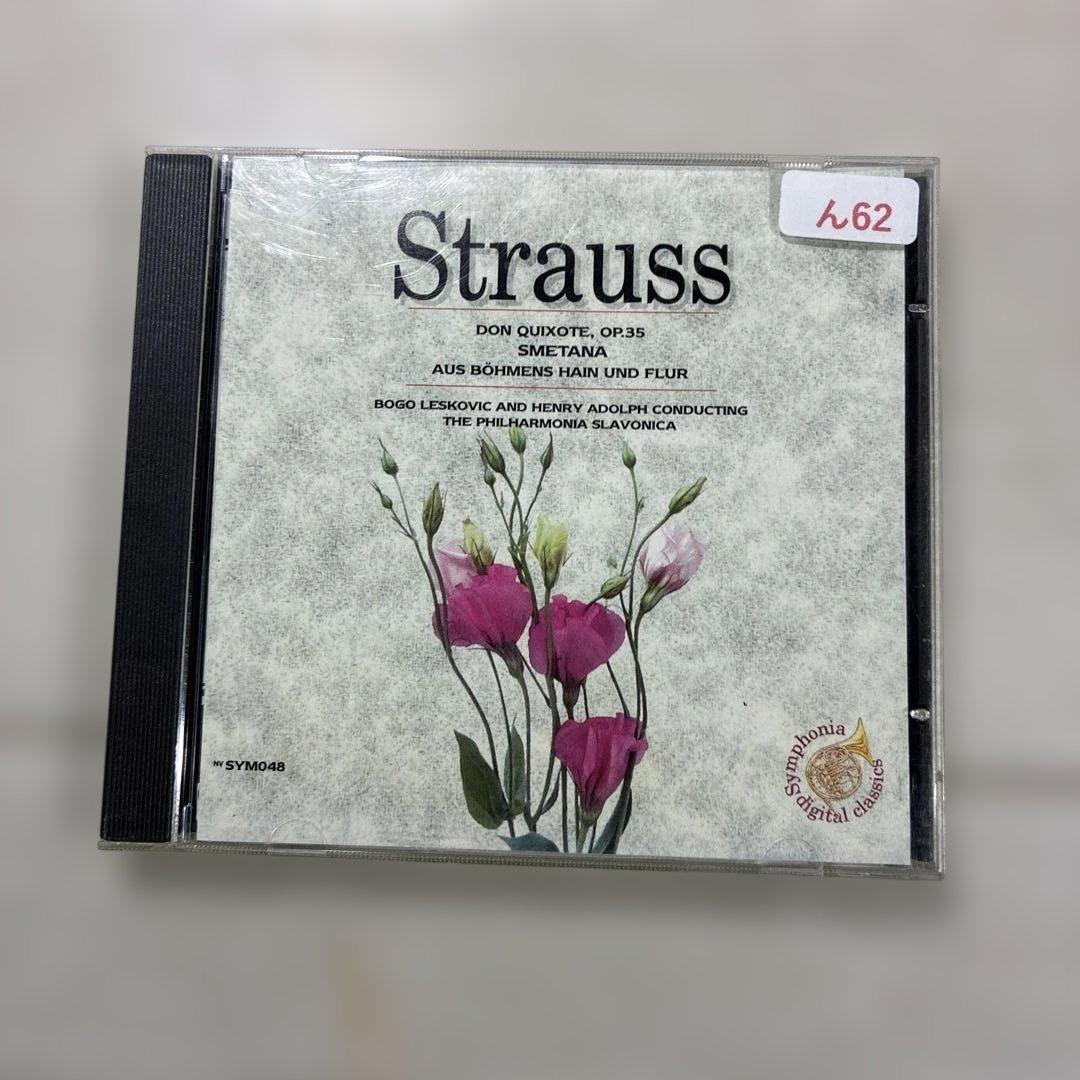 ん62
Strauss
DON QUIXOTE, OP.35
SMETANA
AUS BÖHMENS HAIN UND FLUR
BOGO LESKOVIC AND HENRY ADOLPH CONDUCTING
THE PHILHARMONIA SLAVONICA
NV SYM048
Symphonia
digital classics